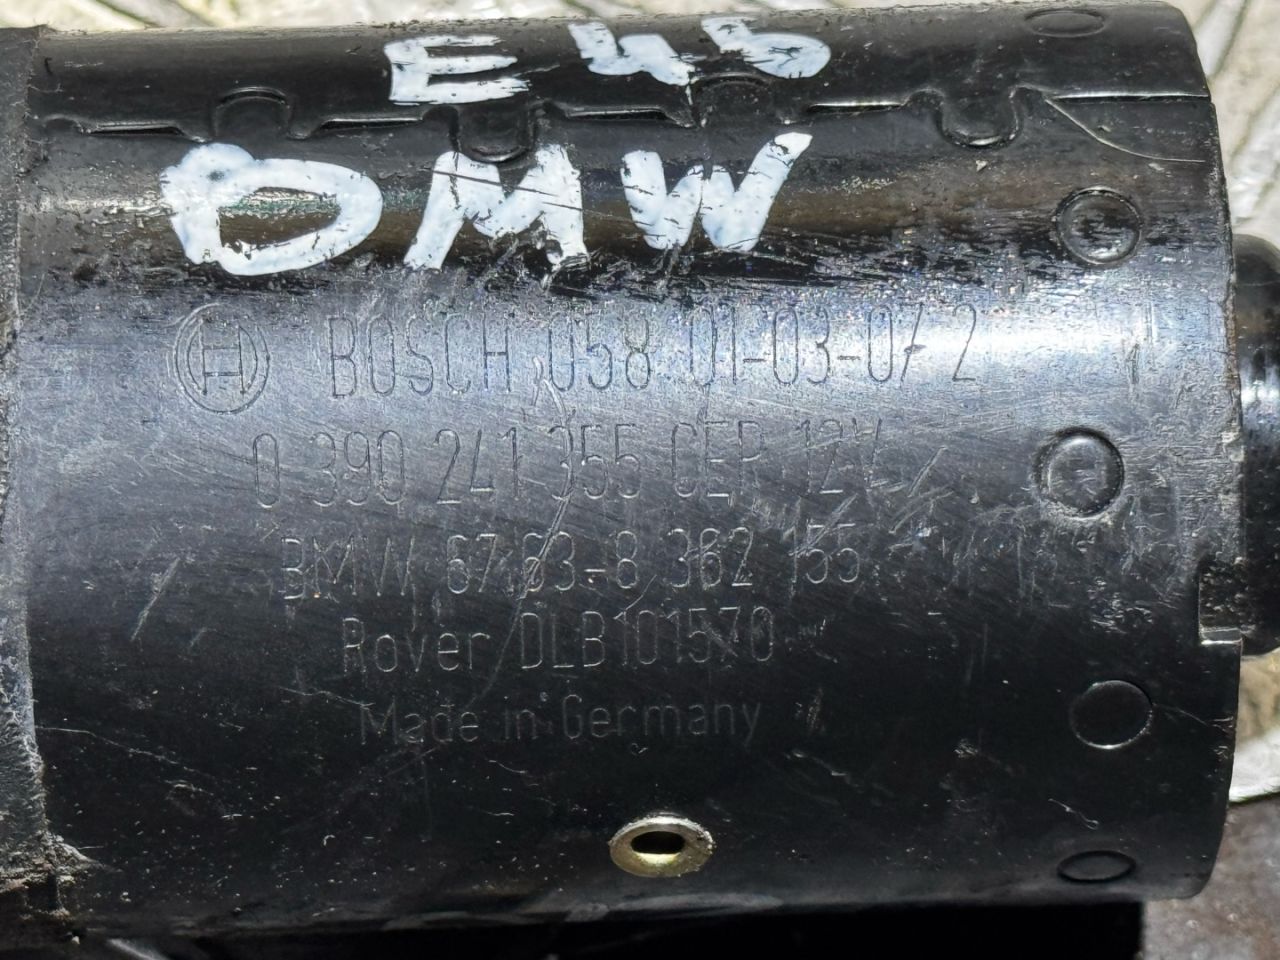 E46
BMW
H BOSCH 058 01-03-07 2
0 390 241 355 CEP 12V
BMW 67.63-8 362 155
Rover DLB101570
Made in Germany